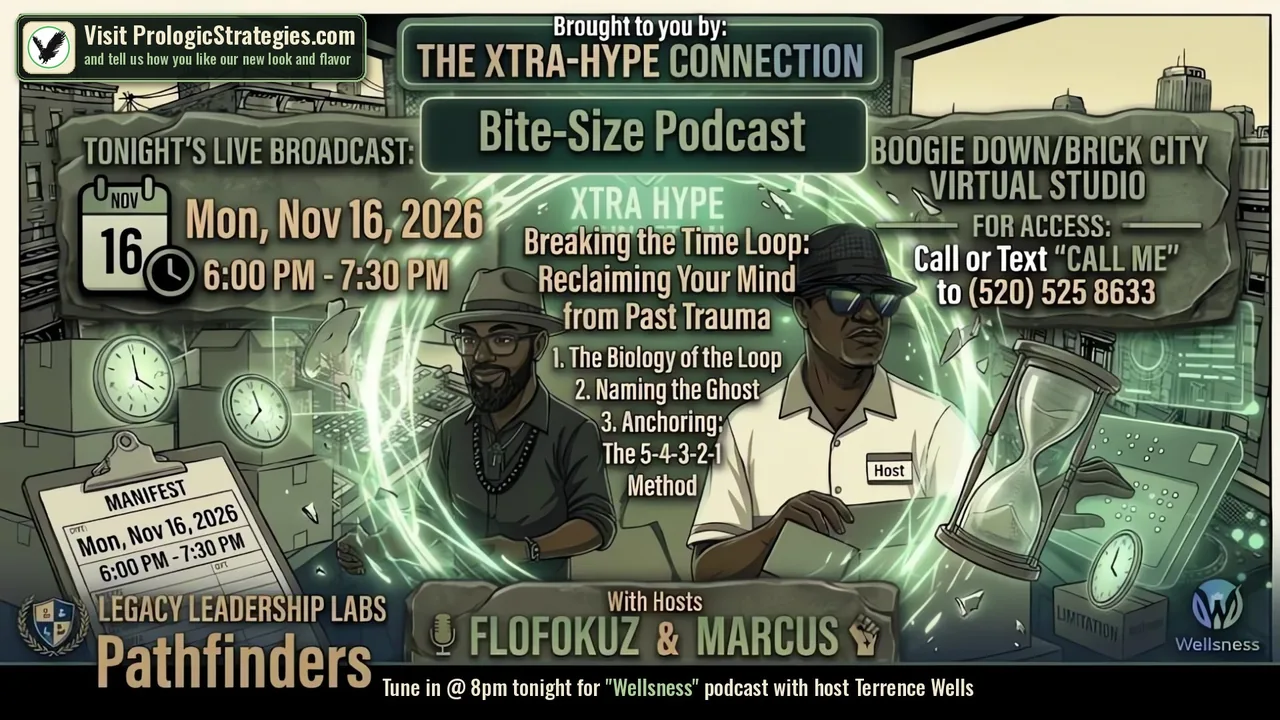 Visit PrologicStrategies.com
and tell us how you like our new look and flavor
Brought to you by:
THE XTRA-HYPE CONNECTION
Bite-Size Podcast
TONIGHT'S LIVE BROADCAST:
NOV
16
Mon, Nov 16, 2026
6:00 PM - 7:30 PM
BOOGIE DOWN/BRICK CITY
VIRTUAL STUDIO
FOR ACCESS:
Call or Text "CALL ME"
to (520) 525 8633
XTRA HYPE
Breaking the Time Loop:
Reclaiming Your Mind
from Past Trauma
1. The Biology of the Loop
2. Naming the Ghost
3. Anchoring:
The 5-4-3-2-1
Method
Host
MANIFEST
Mon, Nov 16, 2026
6:00 PM - 7:30 PM
LIMITATION
LEGACY LEADERSHIP LABS
Pathfinders
With Hosts
FLOFOKUZ & MARCUS
Wellsness
Tune in @ 8pm tonight for "Wellsness" podcast with host Terrence Wells